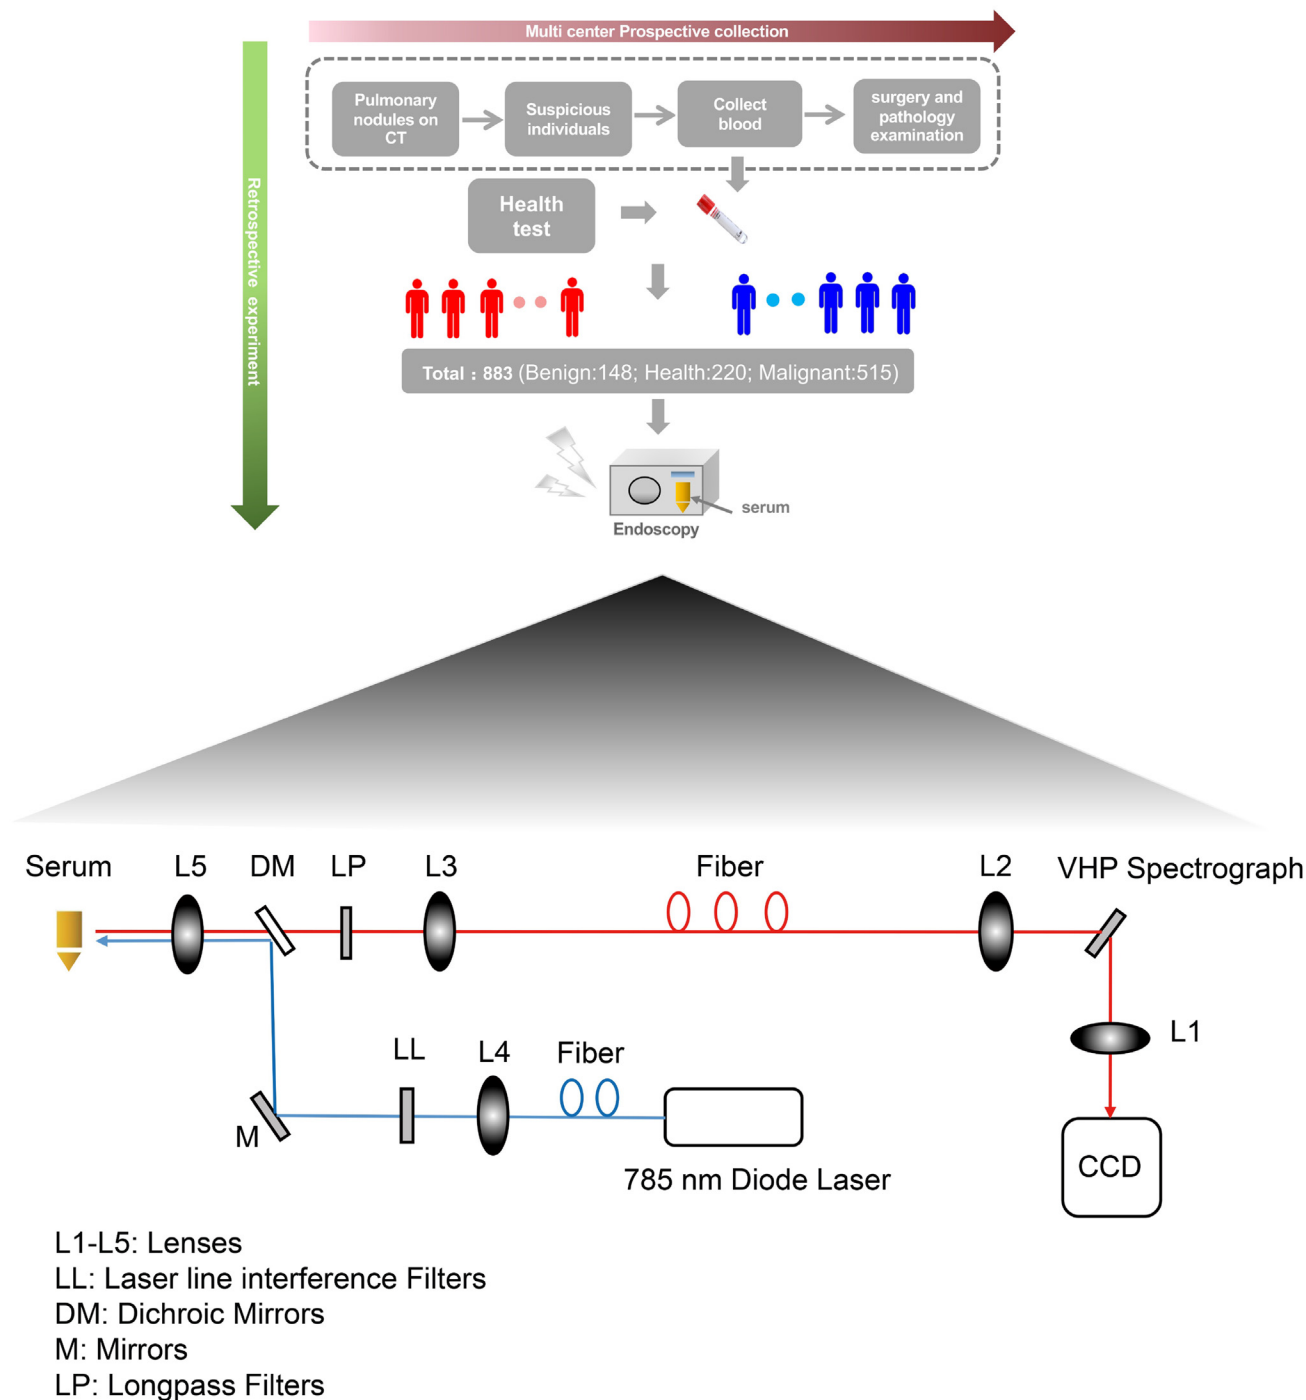 Multi center Prospective collection
Retrospective experiment
Pulmonary
nodules on
CT
Suspicious
individuals
Collect
blood
surgery and
pathology
examination
Health
test
Total : 883 (Benign:148; Health:220; Malignant:515)
serum
Endoscopy
Serum
L5
DM
LP
L3
Fiber
L2
VHP Spectrograph
L1
LL
L4
Fiber
M
785 nm Diode Laser
CCD
L1-L5: Lenses
LL: Laser line interference Filters
DM: Dichroic Mirrors
M: Mirrors
LP: Longpass Filters